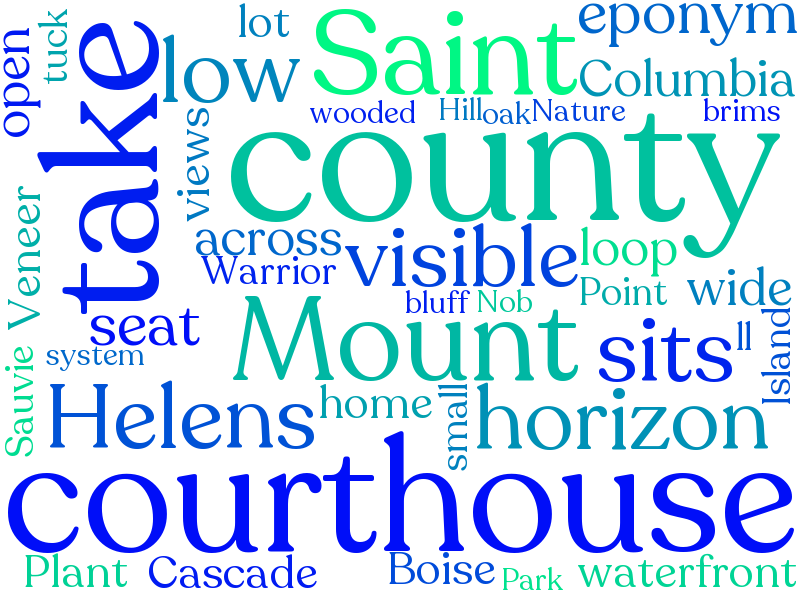 tuck
lot
Saint
eponym
open
take
low
Columbia
wooded
Hill
oak
Nature
brims
views
county
across
visible
loop
Warrior
Veneer
bluff
Nob
Point
wide
seat
Mount
sits
ll
Island
system
Sauvie
Helens
home
small
horizon
courthouse
Plant
Cascade
Boise
Park
waterfront